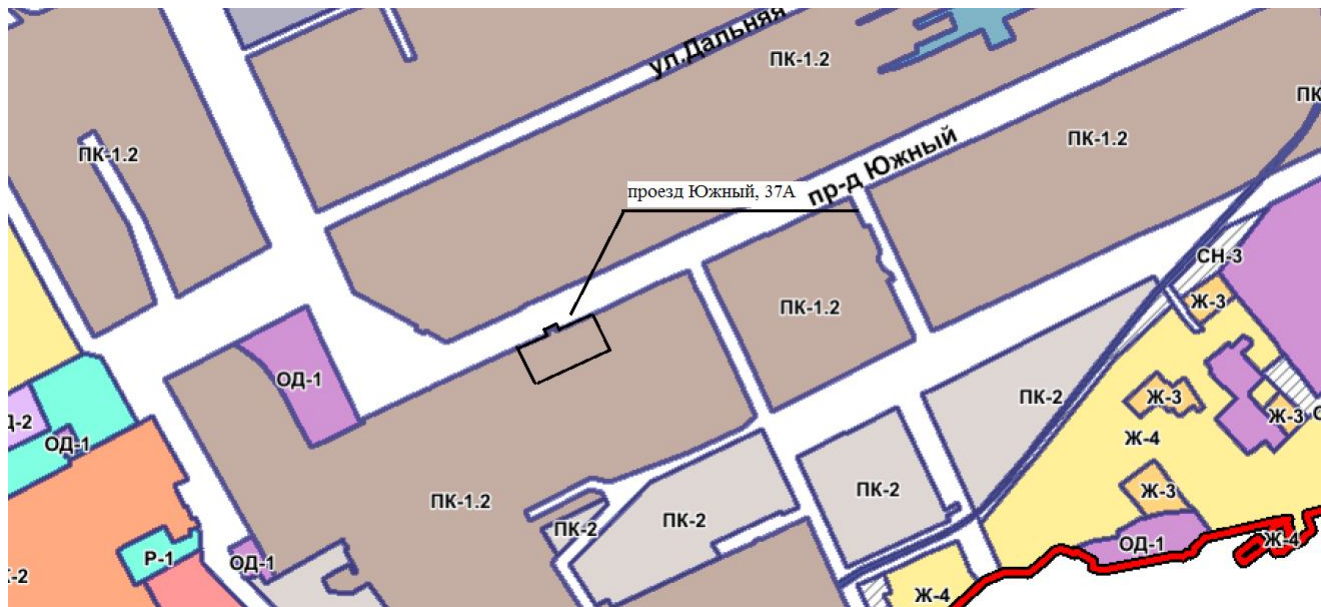 ул.Дальняя
ПК-1.2
ПК
ПК-1.2
ПК-1.2
пр-д Южный
проезд Южный, 37А
СН-3
Ж-3
ПК-1.2
ОД-1
ПК-2
Ж-3
Ж-3
Д-2
ОД-1
Ж-4
ПК-1.2
ПК-2
Ж-3
ПК-2
ПК-2
Р-1
ОД-1
ОД-1
Ж-4
-2
Ж-4